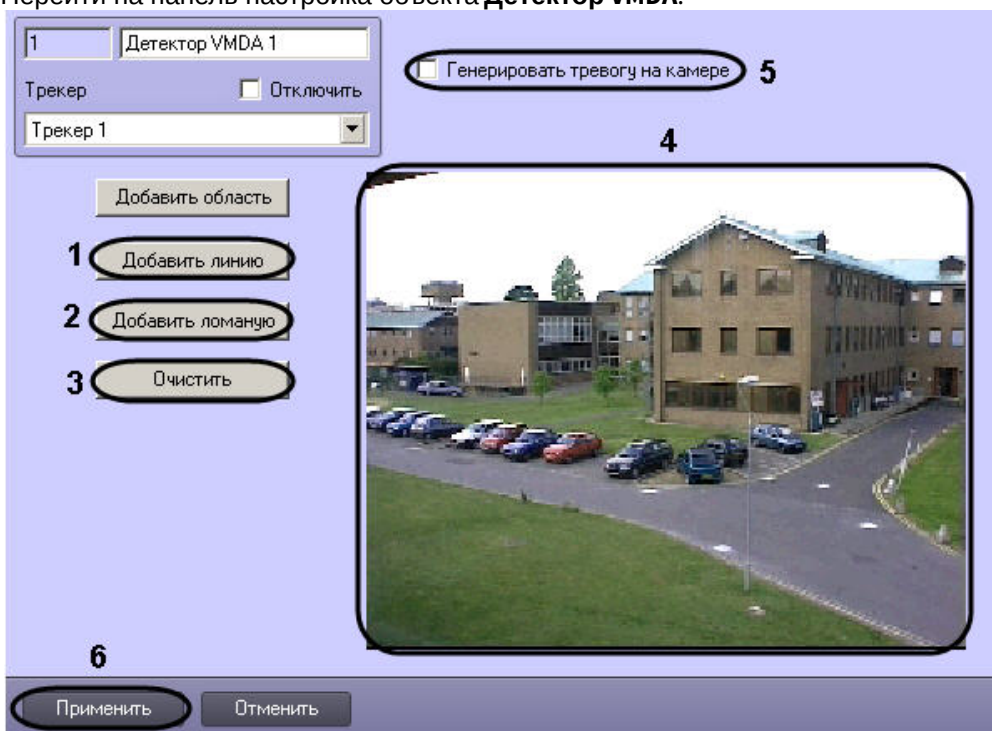 Перейти на панель настройка объекта Детектор VMDA.
1 Детектор VMDA 1
Генерировать тревогу на камере 5
Трекер Отключить
Трекер 1
4
Добавить область
1 Добавить линию
2 Добавить ломаную
3 Очистить
6
Применить Отменить